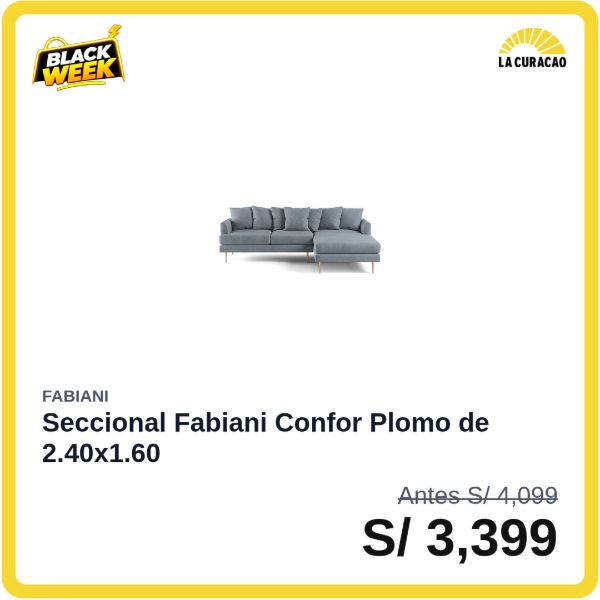 BLACK
WEEK
LA CURACAO
FABIANI
Seccional Fabiani Confor Plomo de
2.40x1.60
Antes S/ 4,099
S/ 3,399